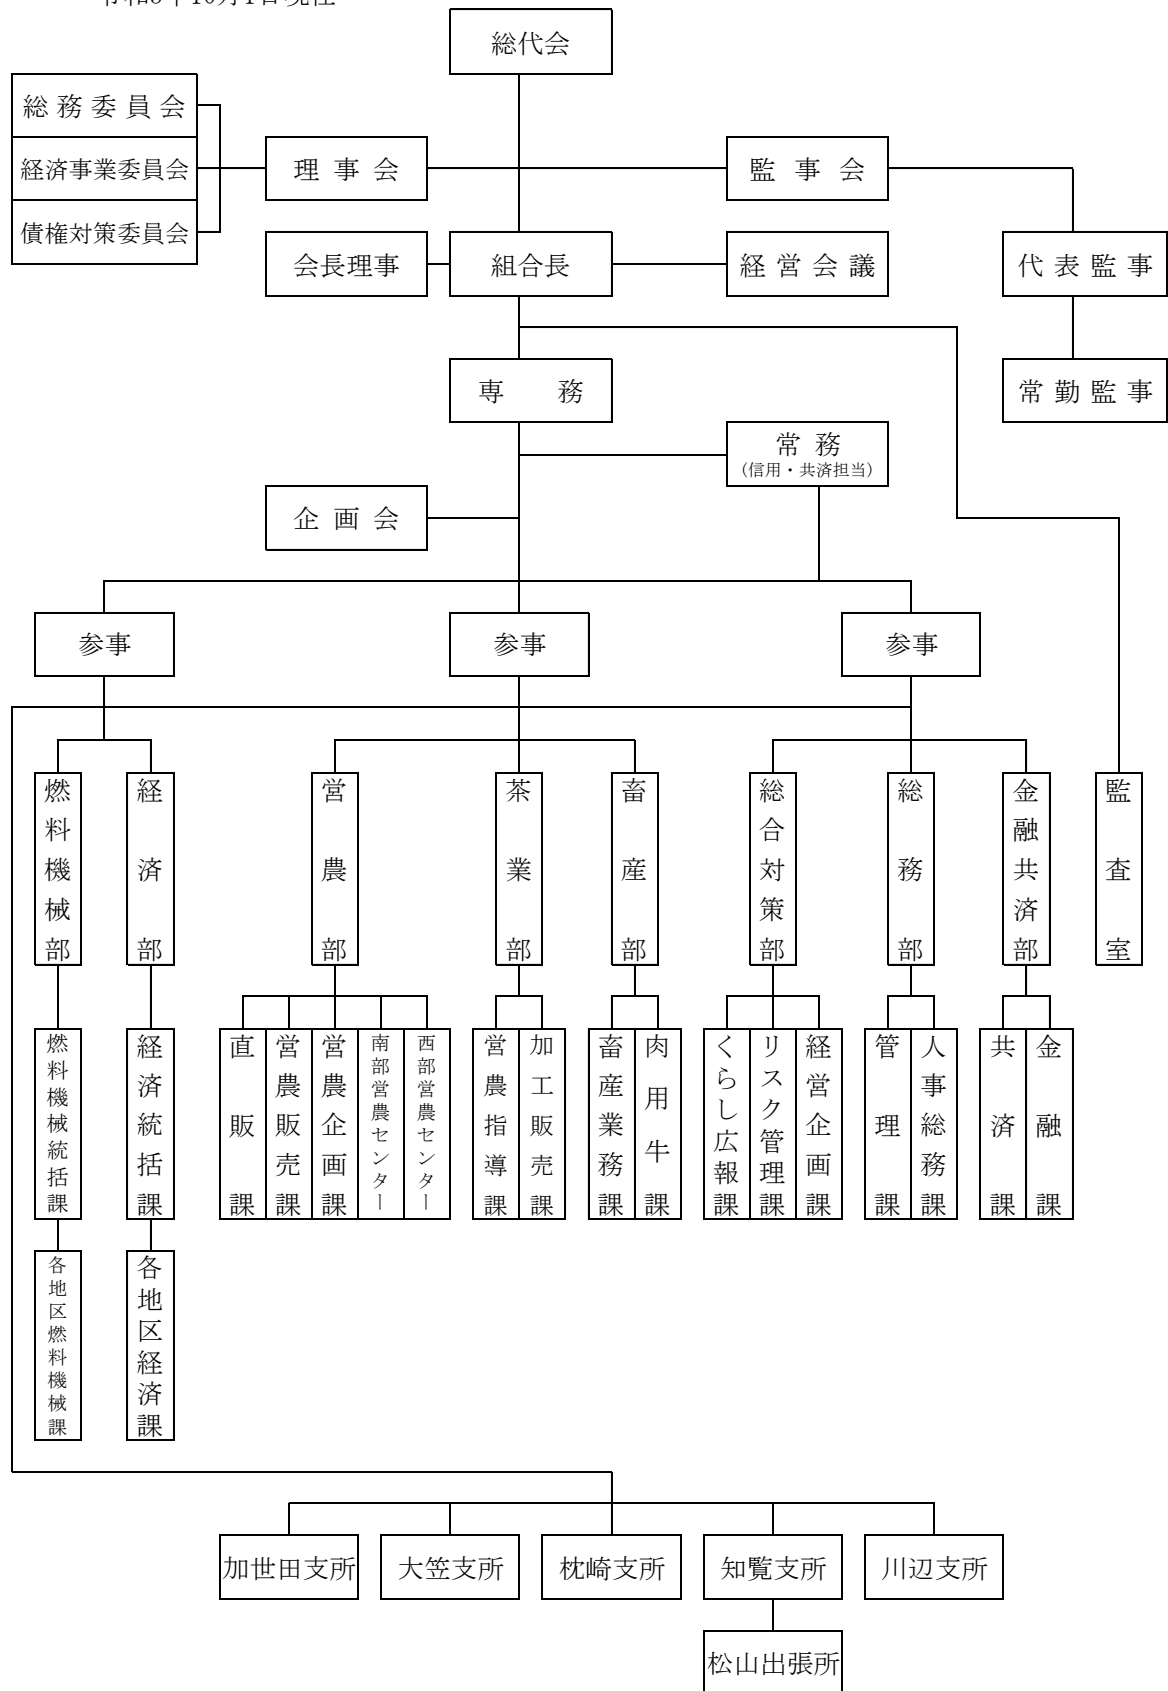 令和5年10月1日現在
総代会
総務委員会
経済事業委員会
債権対策委員会
理事会
監事会
会長理事
組合長
経営会議
代表監事
専務
常勤監事
常務
(信用・共済担当)
企画会
参事
参事
参事
燃料機械部
経済部
営農部
茶業部
畜産部
総合対策部
総務部
金融共済部
監査室
燃料機械統括課
経済統括課
直販課
営農販売課
営農企画課
南部営農センター
西部営農センター
営農指導課
加工販売課
畜産業務課
肉用牛課
くらし広報課
リスク管理課
経営企画課
管理課
人事総務課
共済課
金融課
各地区燃料機械課
各地区経済課
加世田支所
大笠支所
枕崎支所
知覧支所
川辺支所
松山出張所